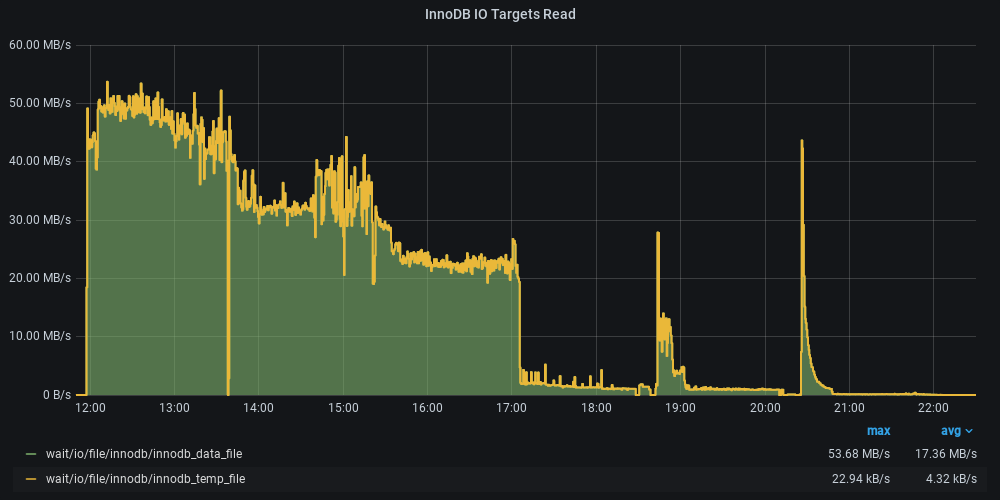 InnoDB IO Targets Read
60.00 MB/s
50.00 MB/s
40.00 MB/s
30.00 MB/s
20.00 MB/s
10.00 MB/s
0 B/s
12:00 13:00 14:00 15:00 16:00 17:00 18:00 19:00 20:00 21:00 22:00
max avg
wait/io/file/innodb/innodb_data_file 53.68 MB/s 17.36 MB/s
wait/io/file/innodb/innodb_temp_file 22.94 kB/s 4.32 kB/s